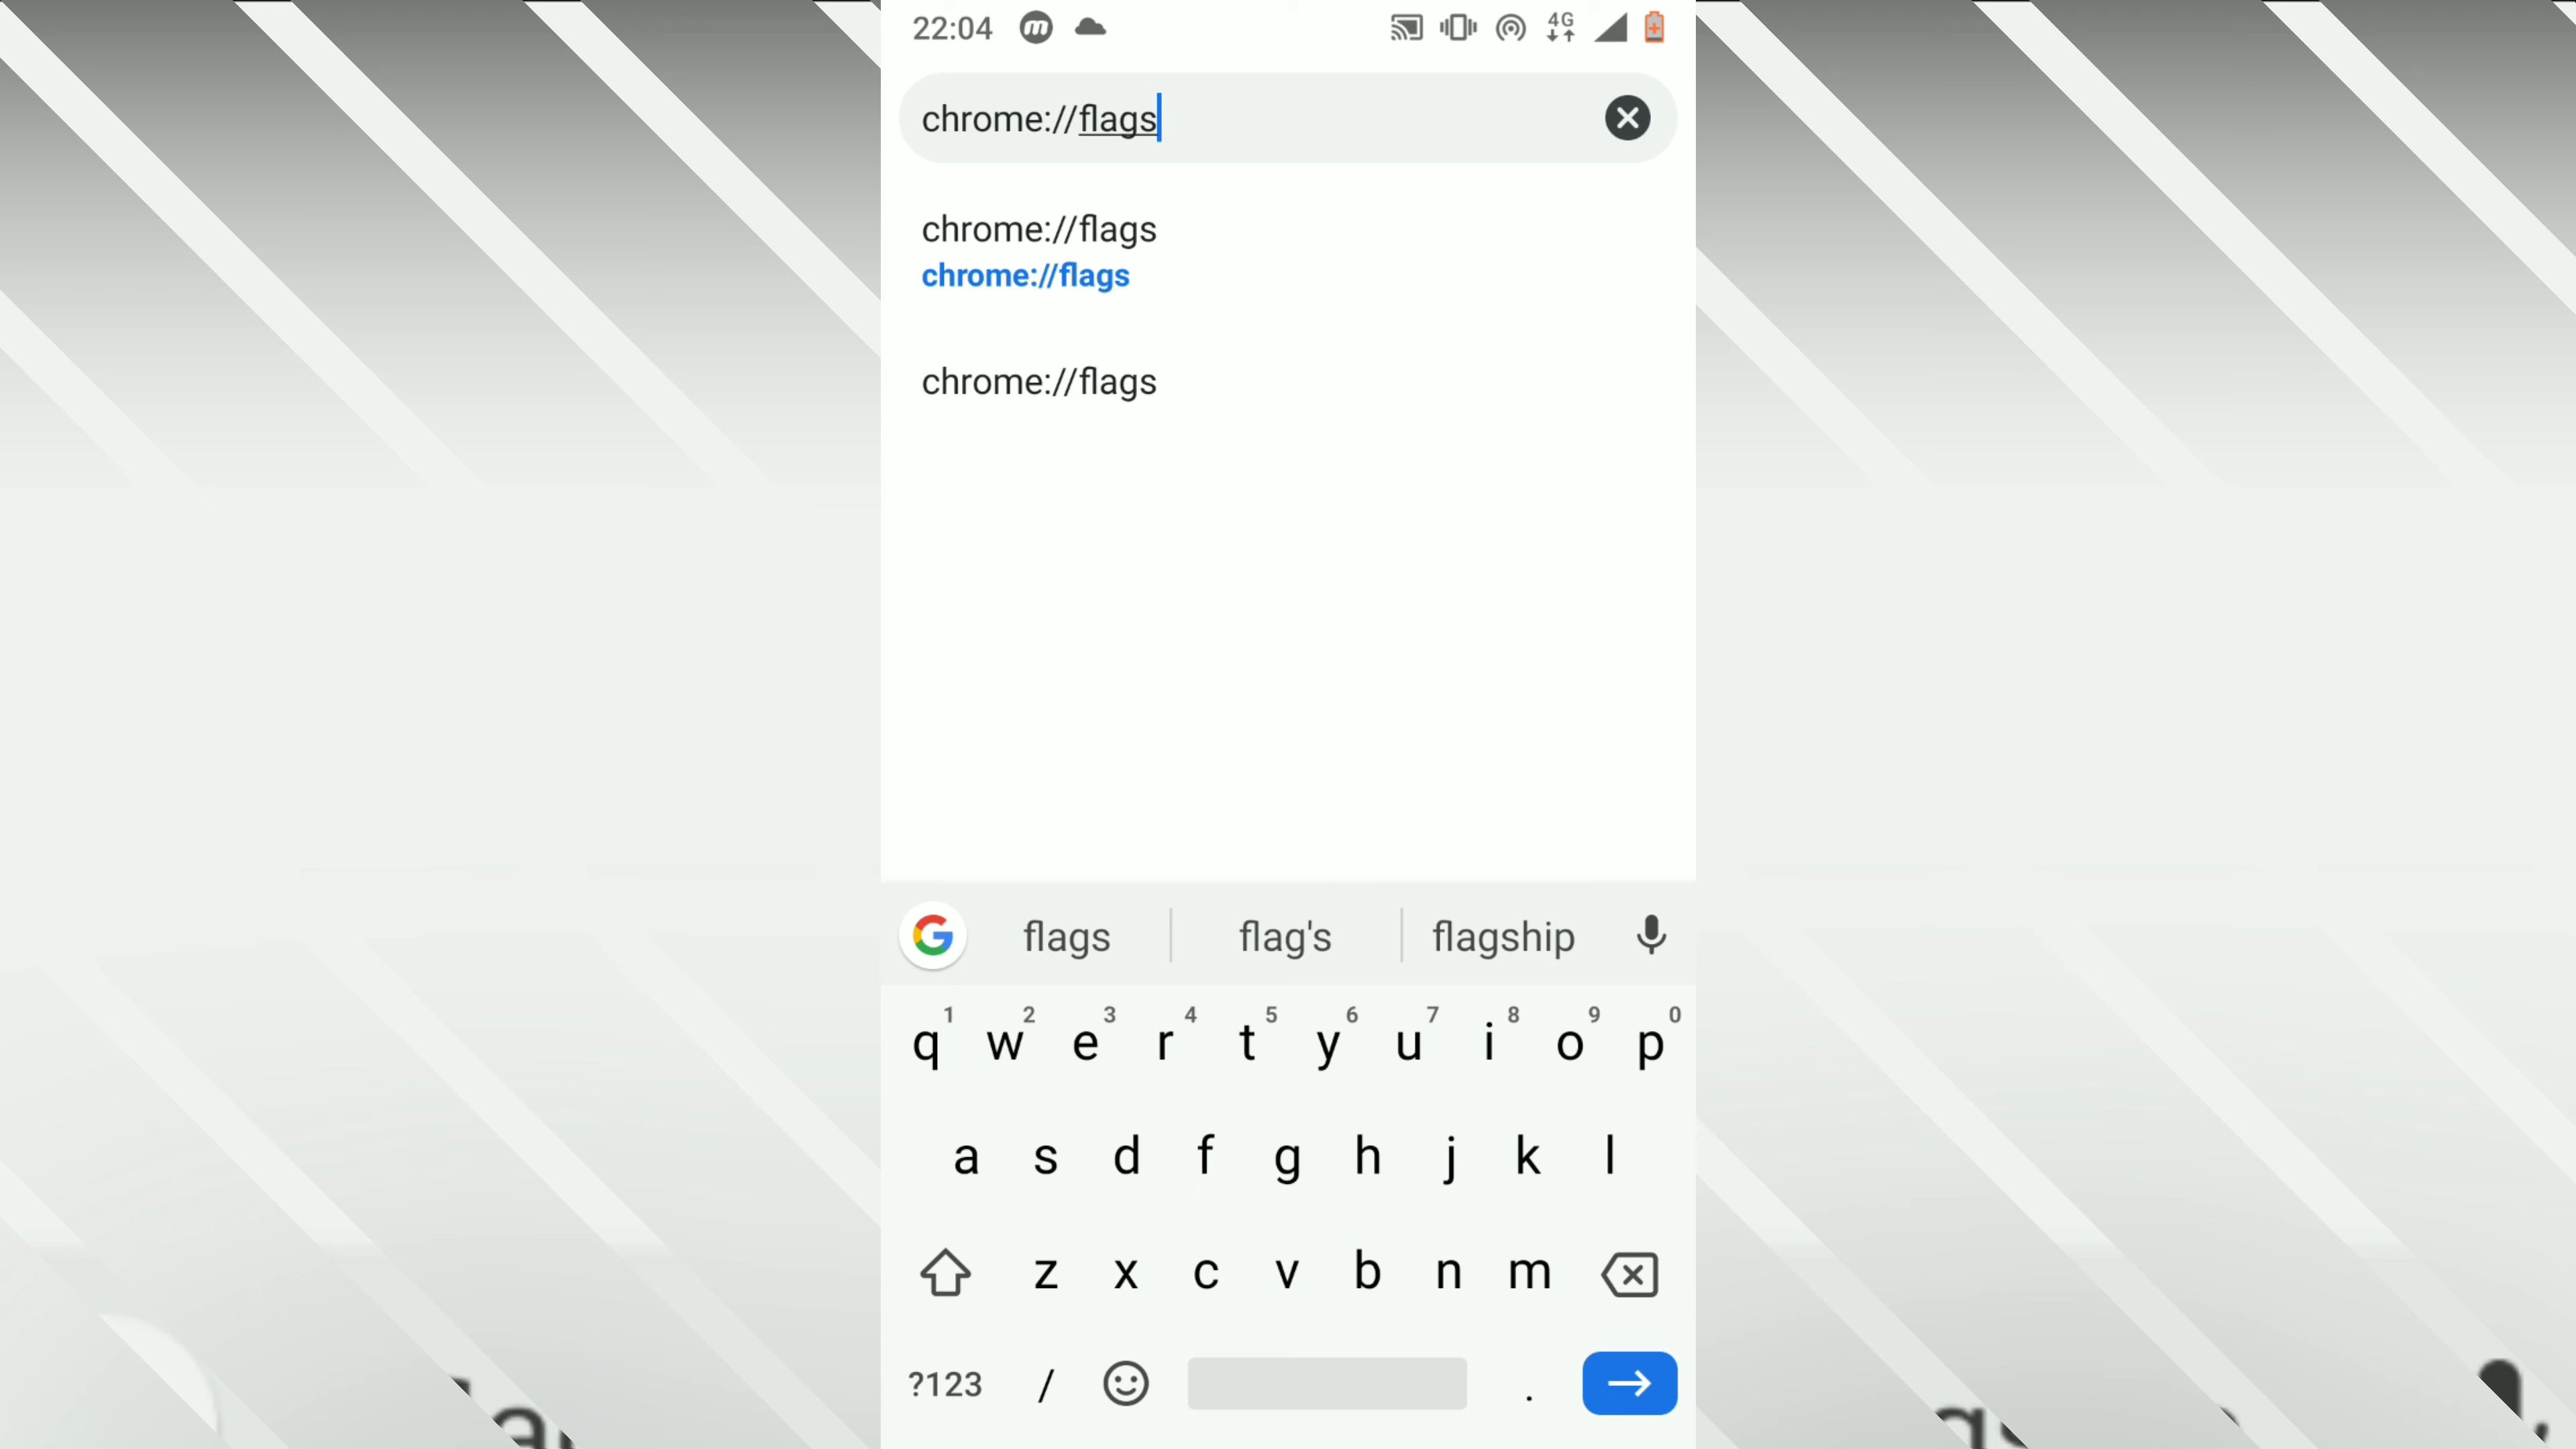 22:04
4G
chrome://flags
chrome://flags
chrome://flags
chrome://flags
flags flag's flagship
1 2 3 4 5 6 7 8 9 0
q w e r t y u i o p
a s d f g h j k l
z x c v b n m
?123 / .